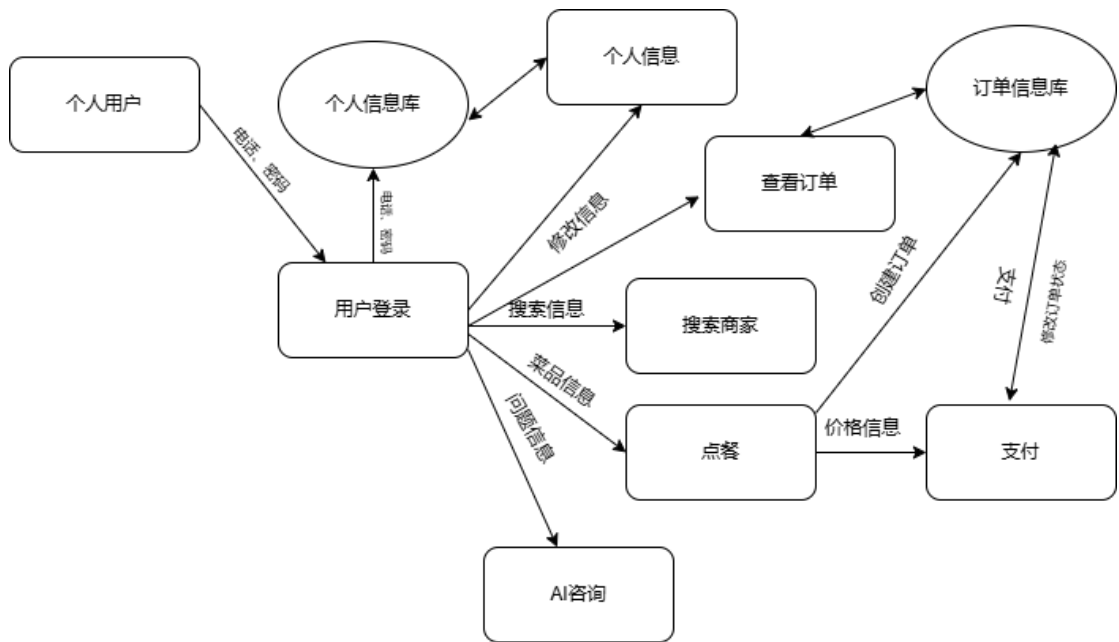 个人信息
个人用户
个人信息库
订单信息库
电话、密码
查看订单
电话、密码
修改信息
创建订单
支付
修改订单状态
用户登录
搜索信息
搜索商家
菜品信息
问题信息
点餐
价格信息
支付
AI咨询